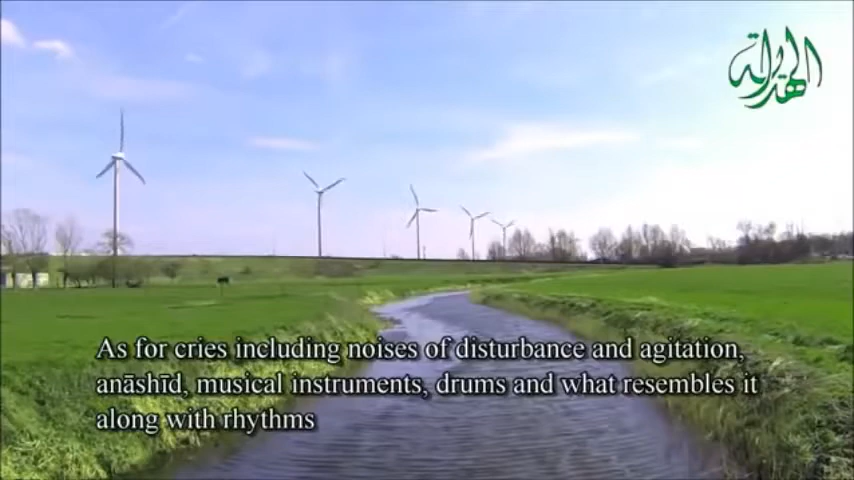 الهداية
As for cries including noises of disturbance and agitation,
anāshīd, musical instruments, drums and what resembles it
along with rhythms